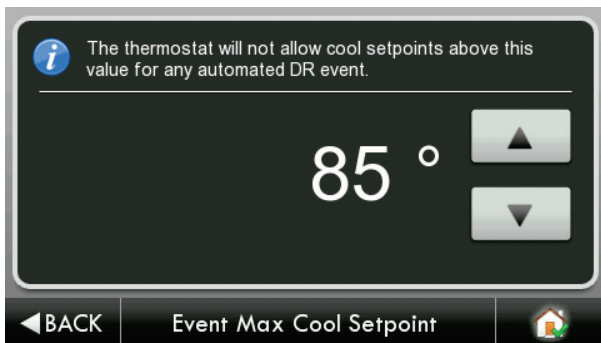 The thermostat will not allow cool setpoints above this
value for any automated DR event.
85 °
BACK
Event Max Cool Setpoint